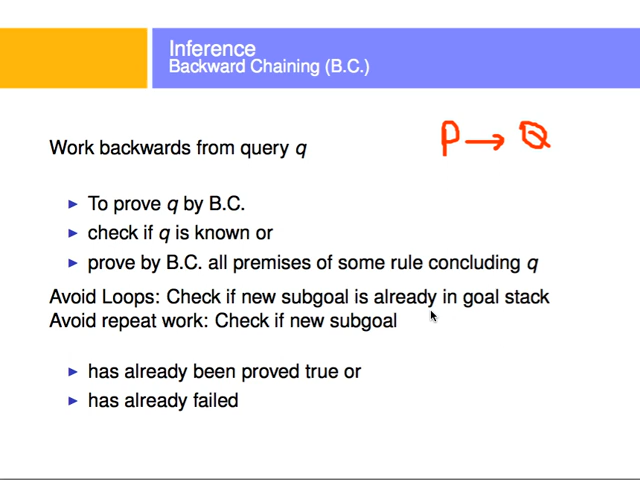 Inference
Backward Chaining (B.C.)
P → Q
Work backwards from query q
► To prove q by B.C.
► check if q is known or
► prove by B.C. all premises of some rule concluding q
Avoid Loops: Check if new subgoal is already in goal stack
Avoid repeat work: Check if new subgoal
► has already been proved true or
► has already failed